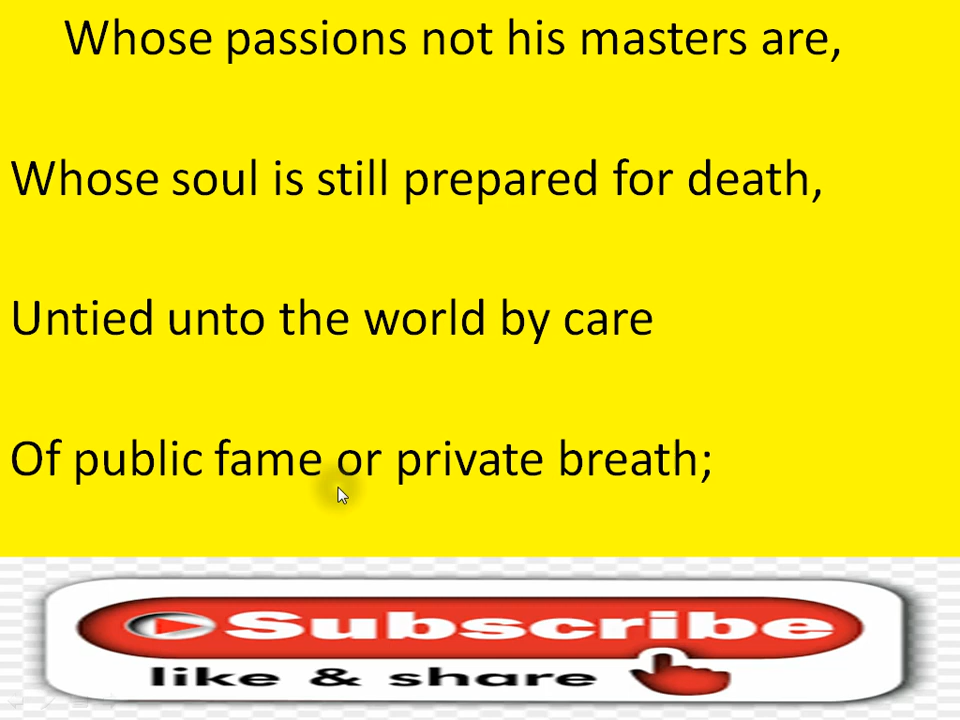 Whose passions not his masters are,
Whose soul is still prepared for death,
Untied unto the world by care
Of public fame or private breath;
Subscribe
like & share